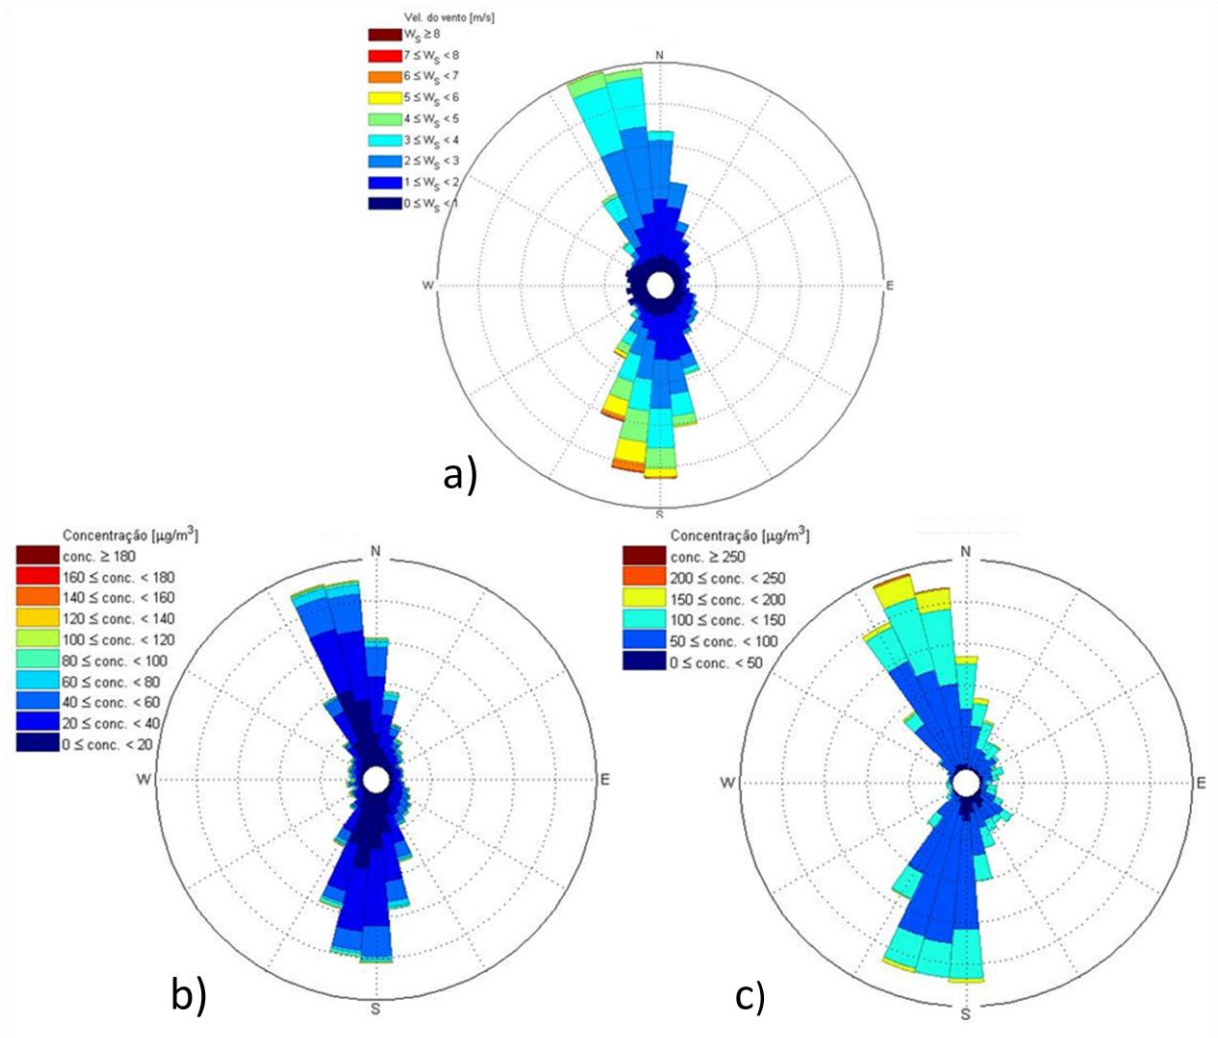 Vel. do vento [m/s]
W_S ≥ 8
7 ≤ W_S < 8
6 ≤ W_S < 7
5 ≤ W_S < 6
4 ≤ W_S < 5
3 ≤ W_S < 4
2 ≤ W_S < 3
1 ≤ W_S < 2
0 ≤ W_S < 1
N
W
E
S
a)
Concentração [µg/m³]
conc. ≥ 180
160 ≤ conc. < 180
140 ≤ conc. < 160
120 ≤ conc. < 140
100 ≤ conc. < 120
80 ≤ conc. < 100
60 ≤ conc. < 80
40 ≤ conc. < 60
20 ≤ conc. < 40
0 ≤ conc. < 20
N
W
E
S
b)
Concentração [µg/m³]
conc. ≥ 250
200 ≤ conc. < 250
150 ≤ conc. < 200
100 ≤ conc. < 150
50 ≤ conc. < 100
0 ≤ conc. < 50
N
W
E
S
c)